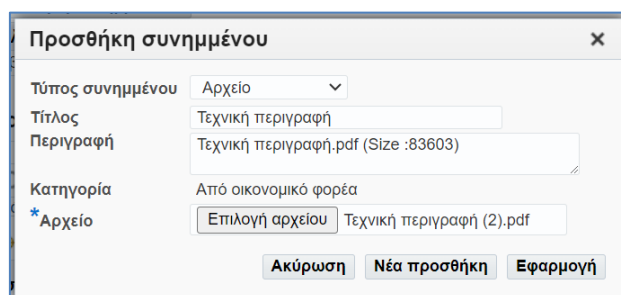 Προσθήκη συνημμένου
Τύπος συνημμένου Αρχείο
Τίτλος Τεχνική περιγραφή
Περιγραφή Τεχνική περιγραφή.pdf (Size :83603)
Κατηγορία Από οικονομικό φορέα
*Αρχείο Επιλογή αρχείου Τεχνική περιγραφή (2).pdf
Ακύρωση Νέα προσθήκη Εφαρμογή